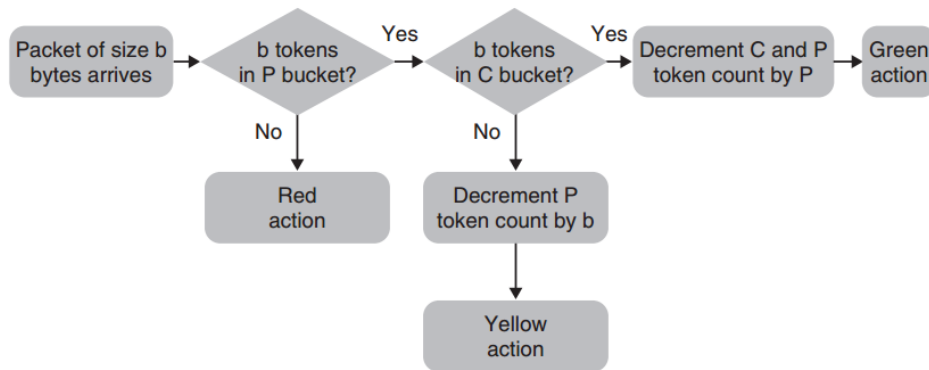 Packet of size b
bytes arrives
b tokens
in P bucket?
Yes
b tokens
in C bucket?
Yes
Decrement C and P
token count by P
Green
action
No
No
Red
action
Decrement P
token count by b
Yellow
action